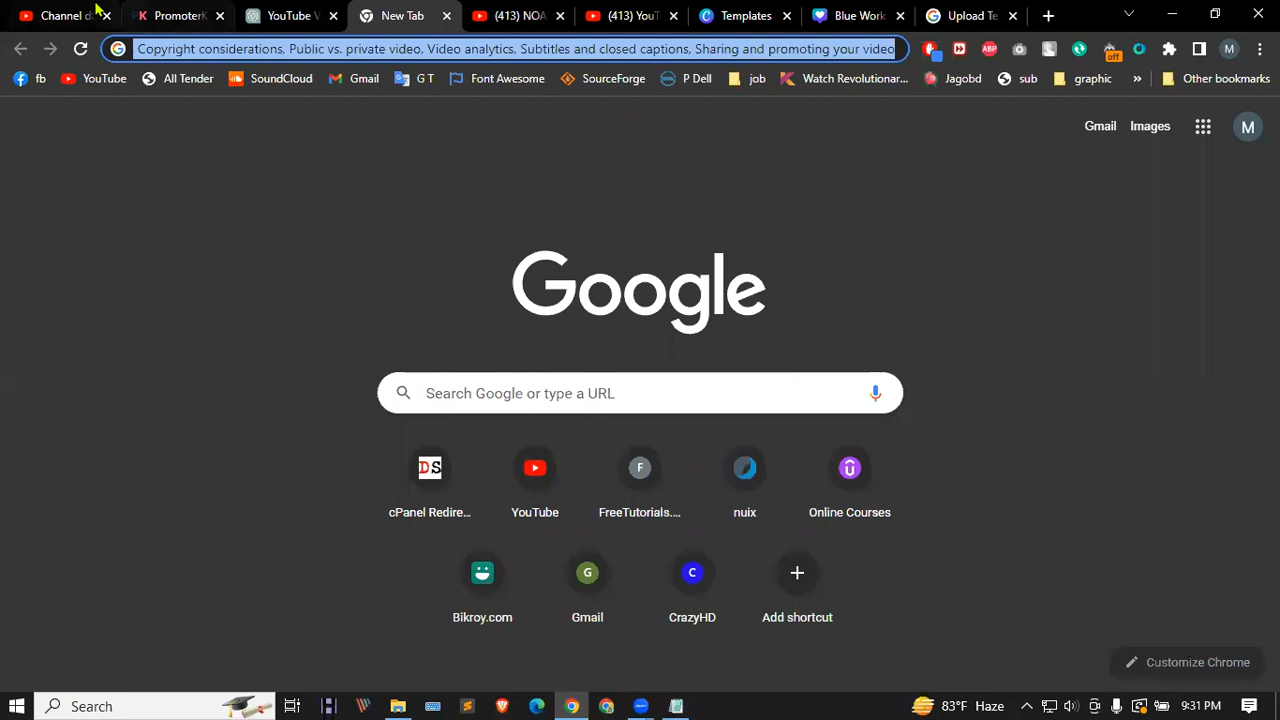 Channel d
PromoterK
YouTube V
New Tab
(413) NOA
(413) YouT
Templates
Blue Work
Upload Te
Copyright considerations, Public vs. private video, Video analytics, Subtitles and closed captions, Sharing and promoting your video
ABP
off
M
fb
YouTube
All Tender
SoundCloud
Gmail
G T
Font Awesome
SourceForge
P Dell
job
Watch Revolutionar...
Jagobd
sub
graphic
»
Other bookmarks
Gmail
Images
M
Google
Search Google or type a URL
DS
F
cPanel Redire...
YouTube
FreeTutorials....
nuix
Online Courses
G
C
Bikroy.com
Gmail
CrazyHD
Add shortcut
Customize Chrome
Search
83°F Haze
9:31 PM